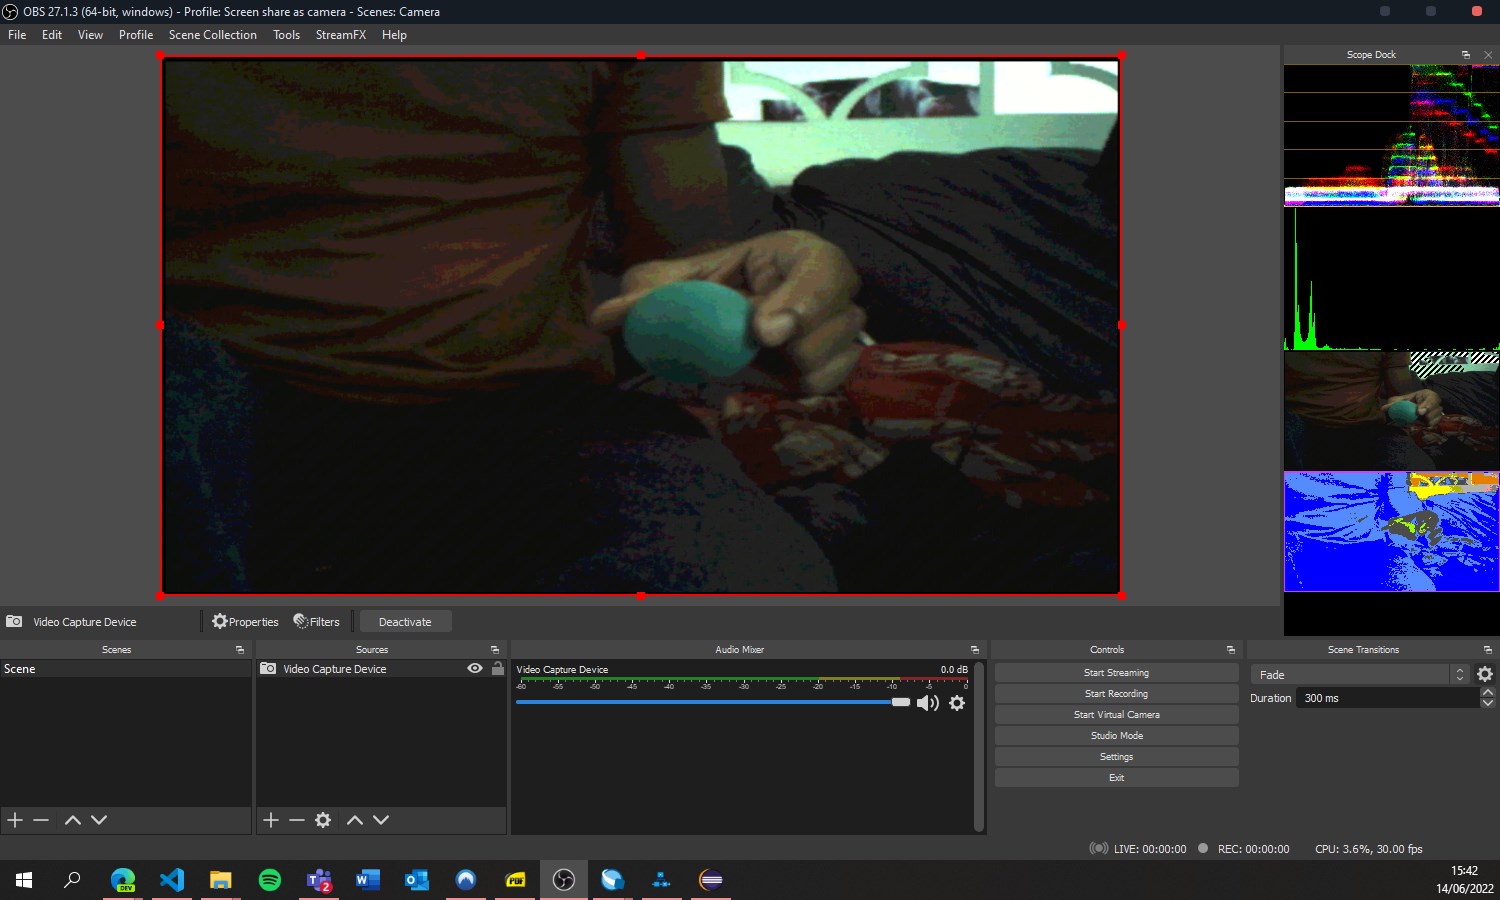 OBS 27.1.3 (64-bit, windows) - Profile: Screen share as camera - Scenes: Camera
File Edit View Profile Scene Collection Tools StreamFX Help
Scope Dock
Video Capture Device Properties Filters Deactivate
Scenes
Scene
Sources
Video Capture Device
Audio Mixer
Video Capture Device 0.0 dB
-60 -55 -50 -45 -40 -35 -30 -25 -20 -15 -10 -5 0
Controls
Start Streaming
Start Recording
Start Virtual Camera
Studio Mode
Settings
Exit
Scene Transitions
Fade
Duration 300 ms
LIVE: 00:00:00 REC: 00:00:00 CPU: 3.6%, 30.00 fps
DEV
2
PDF
15:42
14/06/2022